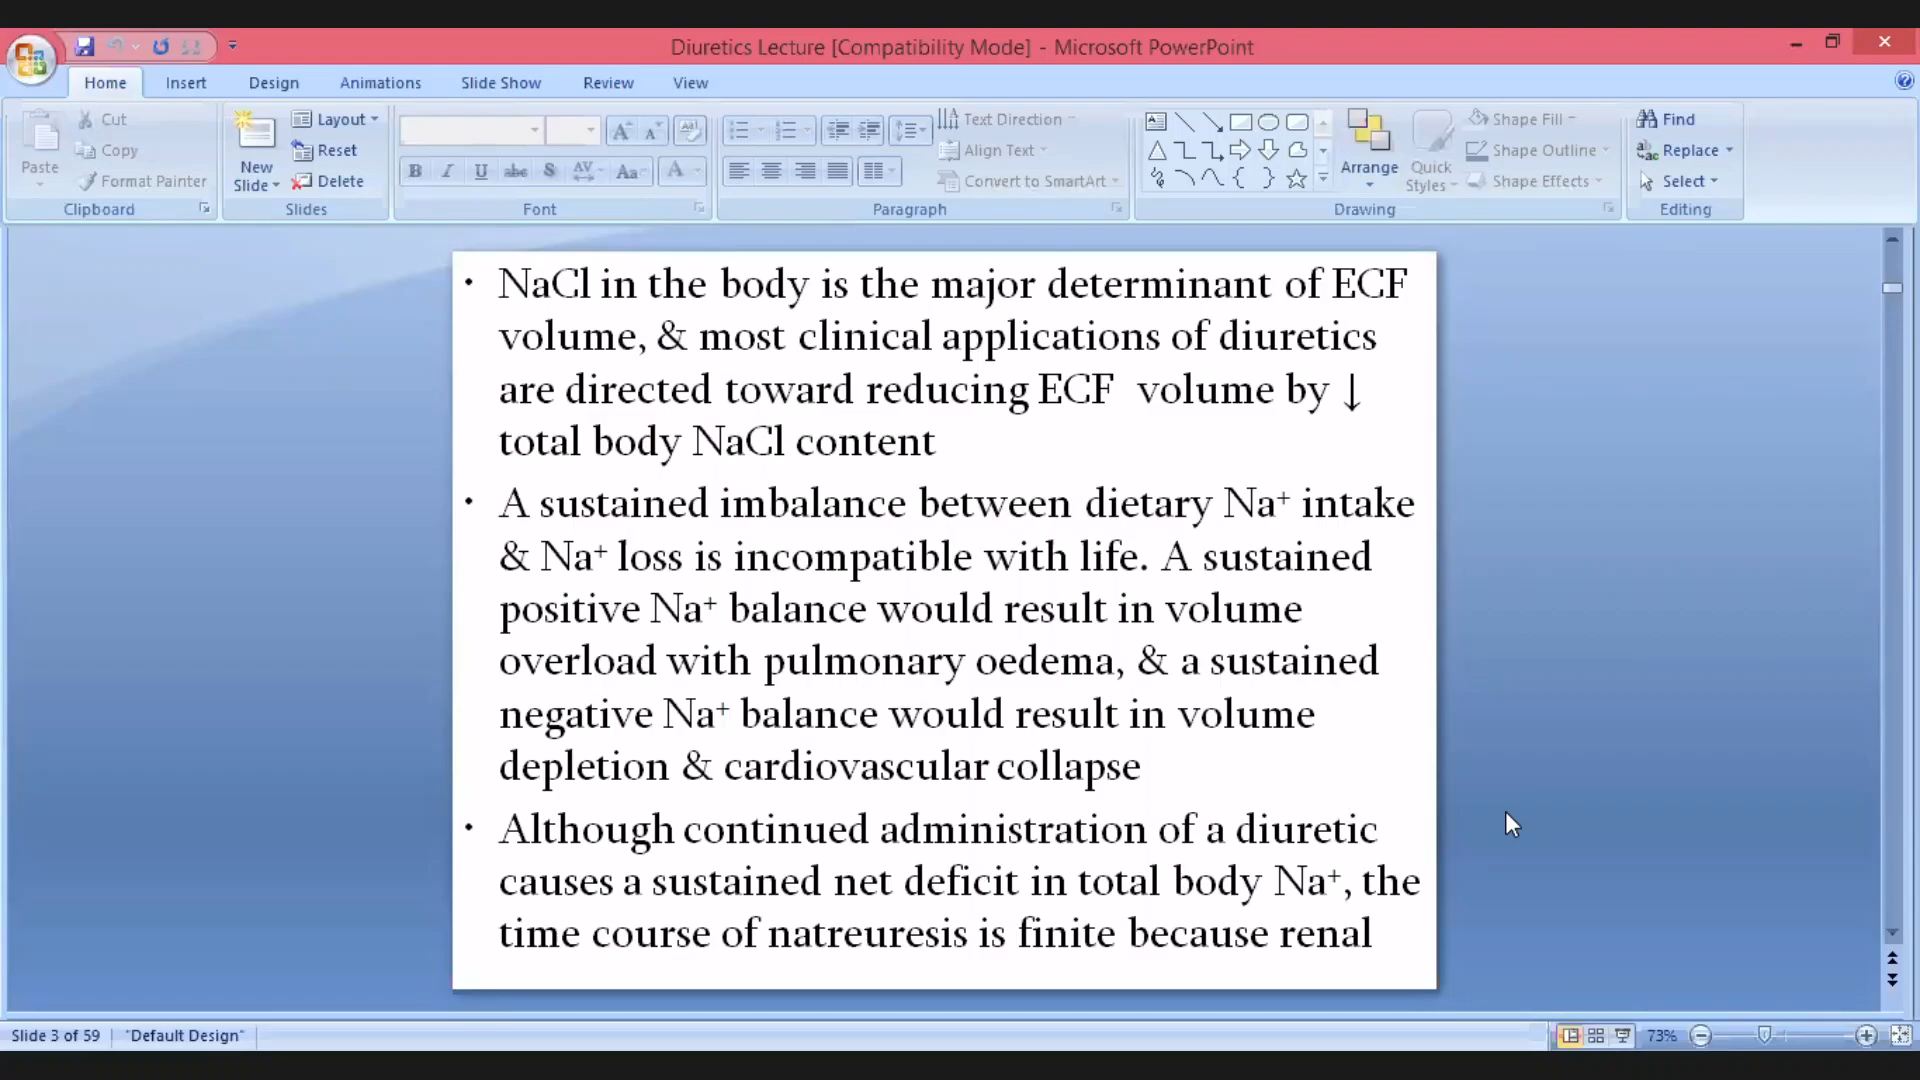 Diuretics Lecture [Compatibility Mode] - Microsoft PowerPoint
Home Insert Design Animations Slide Show Review View
Paste
Cut
Copy
Format Painter
Clipboard
New Slide
Layout
Reset
Delete
Slides
B I U abc S AV Aa A
Font
Text Direction
Align Text
Convert to SmartArt
Paragraph
Arrange
Quick Styles
Shape Fill
Shape Outline
Shape Effects
Drawing
Find
Replace
Select
Editing
• NaCl in the body is the major determinant of ECF
volume, & most clinical applications of diuretics
are directed toward reducing ECF volume by ↓
total body NaCl content
• A sustained imbalance between dietary Na⁺ intake
& Na⁺ loss is incompatible with life. A sustained
positive Na⁺ balance would result in volume
overload with pulmonary oedema, & a sustained
negative Na⁺ balance would result in volume
depletion & cardiovascular collapse
• Although continued administration of a diuretic
causes a sustained net deficit in total body Na⁺, the
time course of natreuresis is finite because renal
Slide 3 of 59 "Default Design" 73%